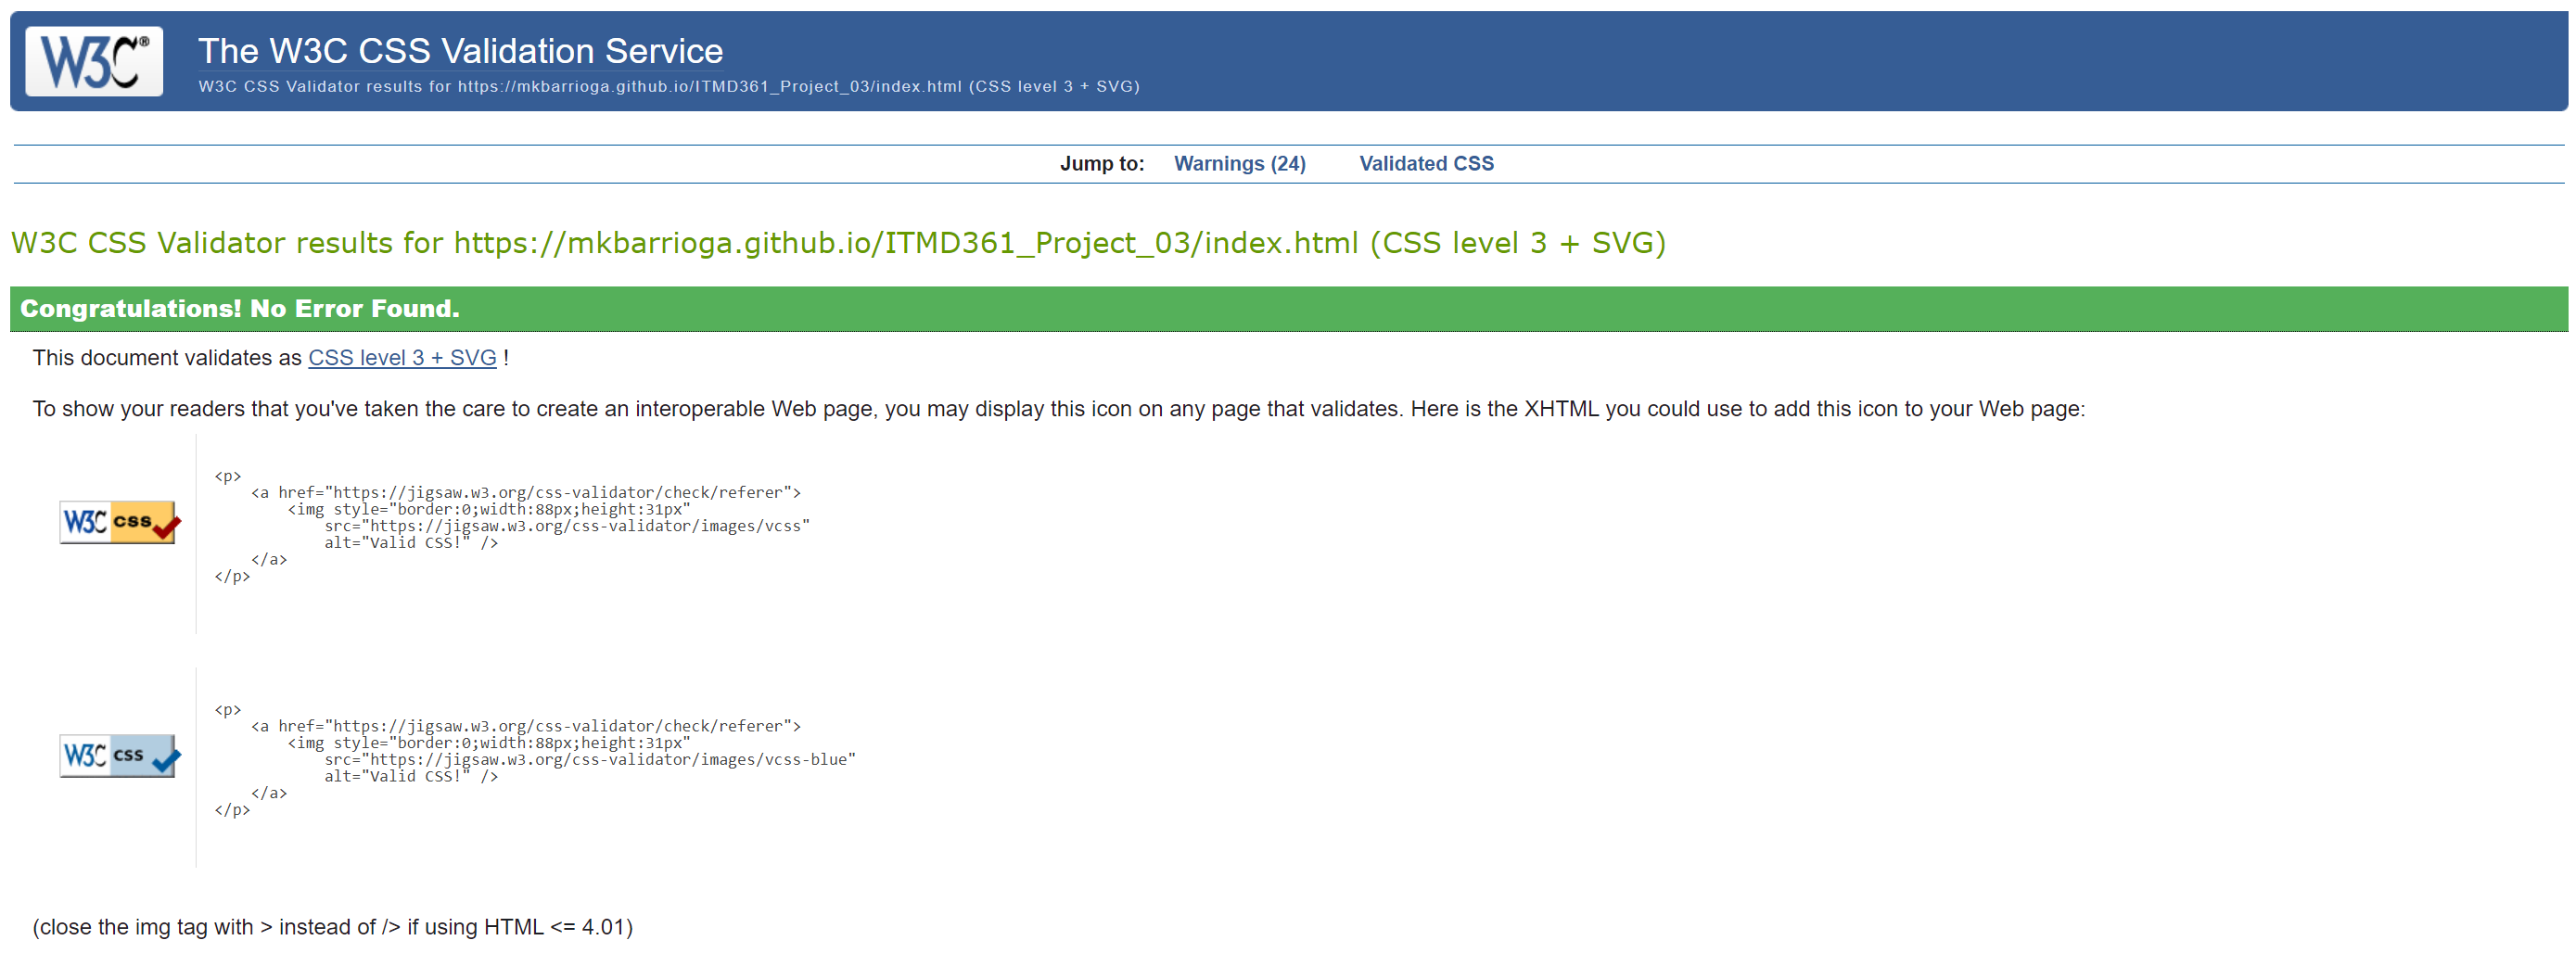 W3C®
The W3C CSS Validation Service
W3C CSS Validator results for https://mkbarrioga.github.io/ITMD361_Project_03/index.html (CSS level 3 + SVG)
Jump to: Warnings (24) Validated CSS
W3C CSS Validator results for https://mkbarrioga.github.io/ITMD361_Project_03/index.html (CSS level 3 + SVG)
Congratulations! No Error Found.
This document validates as CSS level 3 + SVG !
To show your readers that you've taken the care to create an interoperable Web page, you may display this icon on any page that validates. Here is the XHTML you could use to add this icon to your Web page:
W3C css
<p>
    <a href="https://jigsaw.w3.org/css-validator/check/referer">
        <img style="border:0;width:88px;height:31px"
            src="https://jigsaw.w3.org/css-validator/images/vcss"
            alt="Valid CSS!" />
    </a>
</p>
W3C css
<p>
    <a href="https://jigsaw.w3.org/css-validator/check/referer">
        <img style="border:0;width:88px;height:31px"
            src="https://jigsaw.w3.org/css-validator/images/vcss-blue"
            alt="Valid CSS!" />
    </a>
</p>
(close the img tag with > instead of /> if using HTML <= 4.01)